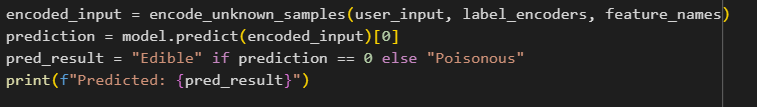 encoded_input = encode_unknown_samples(user_input, label_encoders, feature_names)
prediction = model.predict(encoded_input)[0]
pred_result = "Edible" if prediction == 0 else "Poisonous"
print(f"Predicted: {pred_result}")